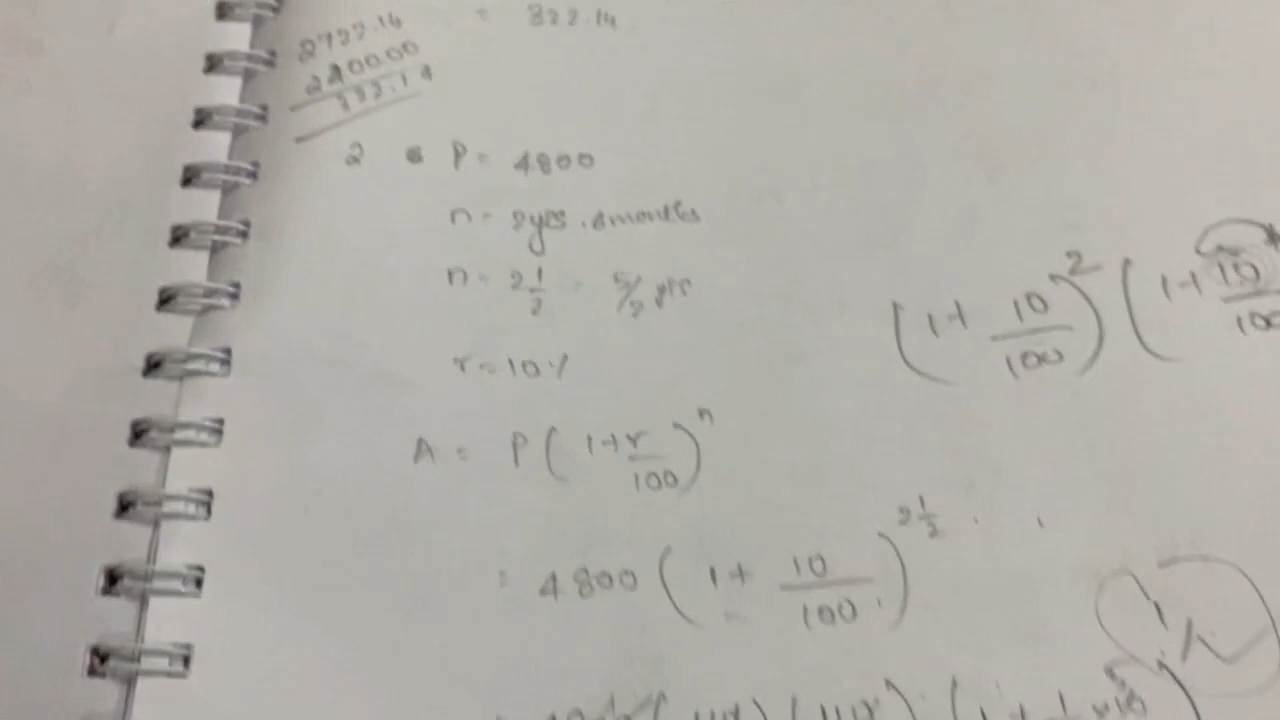 = 322.14
2722.14
2400.00
322.14
2 P = 4800
n = 2yrs . 6months
n = 2 1/2 = 5/2 yrs
r = 10%
(1+ 10/100)^2 (1+ 10/100
A = P(1+r/100)^n
= 4800 (1+ 10/100)^2 1/2